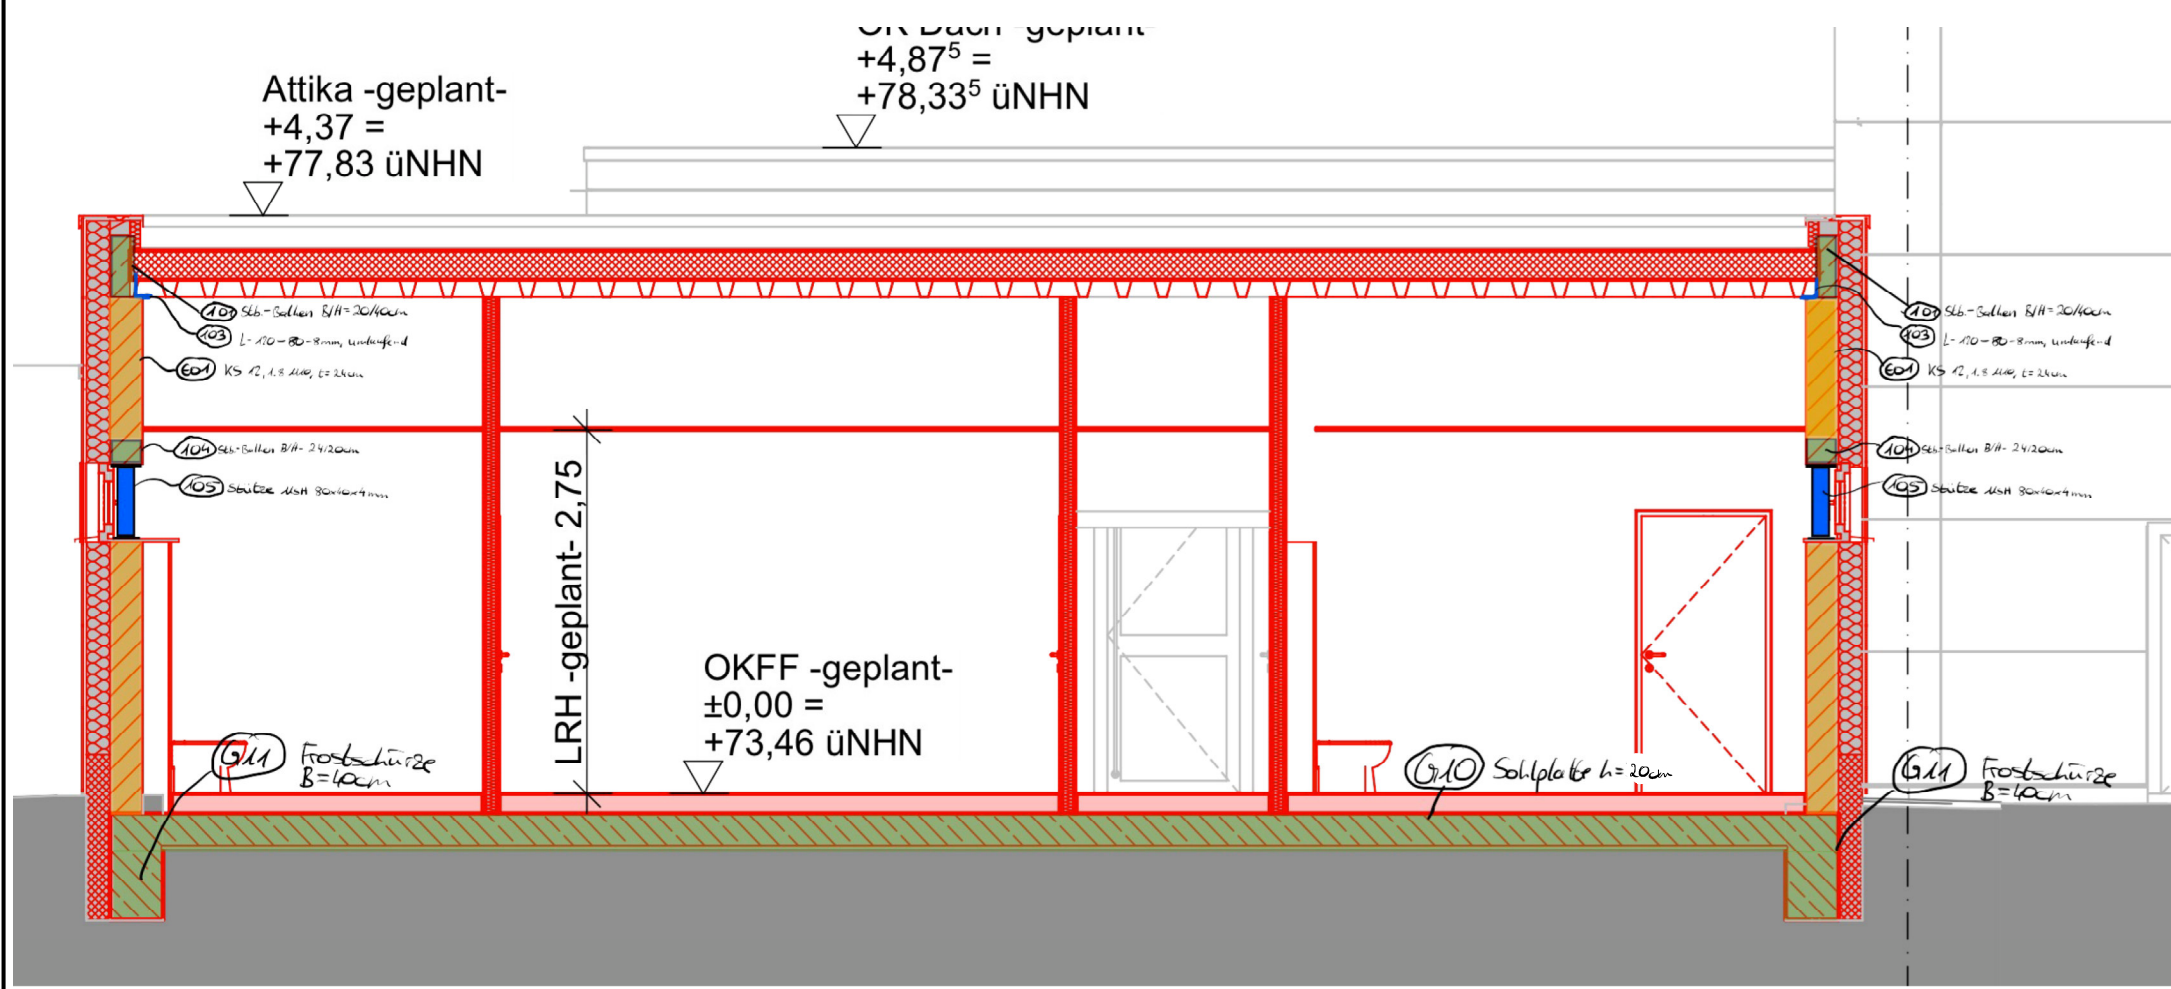 OK Dach -geplant-
+4,87⁵ =
+78,33⁵ üNHN
Attika -geplant-
+4,37 =
+77,83 üNHN
101 Stb.-Balken B/H=20/40cm
103 L-120-80-8mm, umlaufend
E01 KS 12, 1.8 t=24cm
104 Stb-Balken B/H- 24/20cm
105 Stütze MSH 80x40x4mm
101 Stb.-Balken B/H=20/40cm
103 L-120-80-8mm, umlaufend
E01 KS 12, 1.8 t=24cm
104 Stb-Balken B/H- 24/20cm
105 Stütze MSH 80x40x4mm
LRH -geplant- 2,75
OKFF -geplant-
±0,00 =
+73,46 üNHN
G11 Frostschürze
B=40cm
G10 Sohlplatte h=20cm
G11 Frostschürze
B=40cm